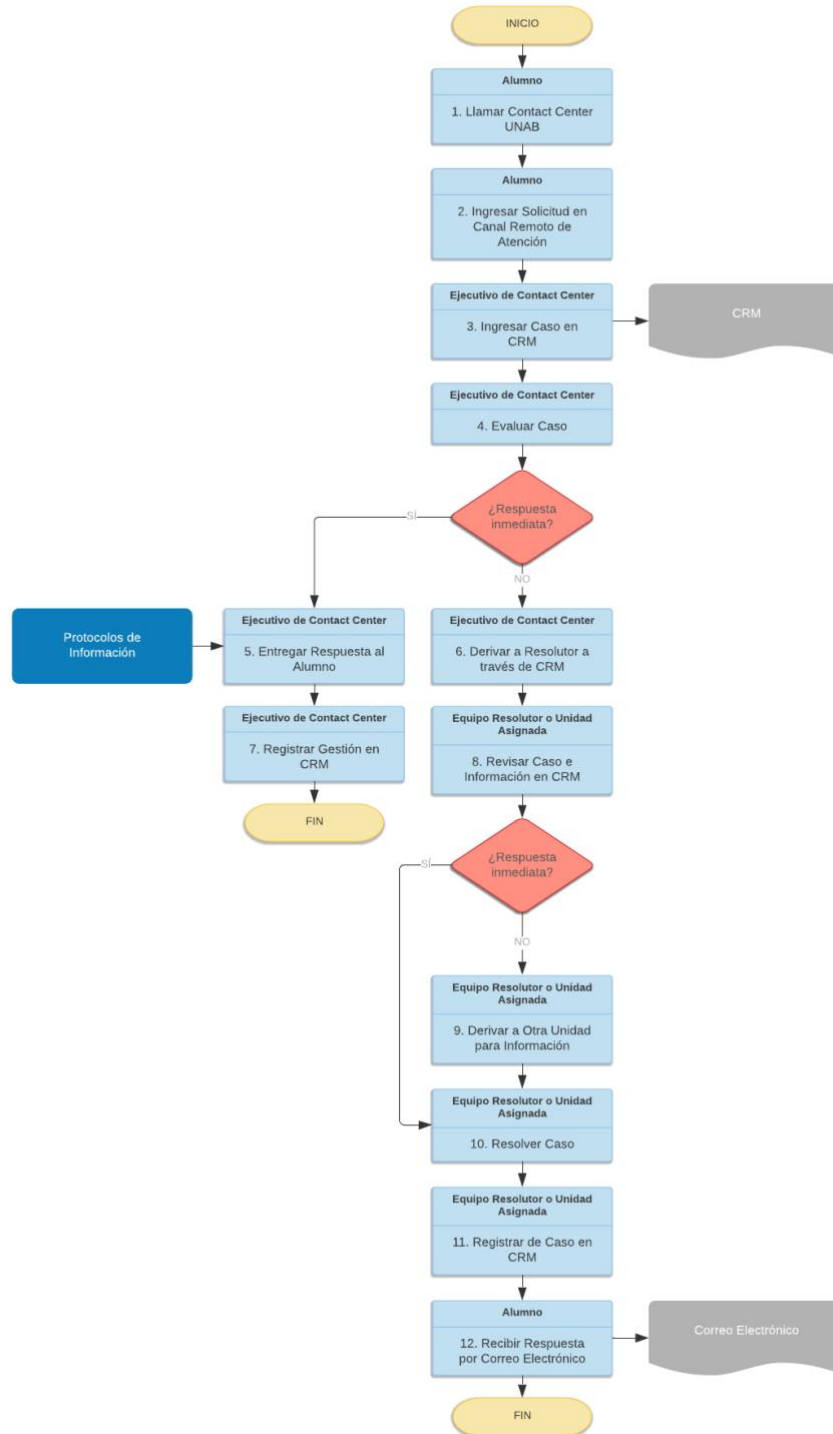 INICIO
Alumno
1. Llamar Contact Center
UNAB
Alumno
2. Ingresar Solicitud en
Canal Remoto de
Atención
Ejecutivo de Contact Center
3. Ingresar Caso en
CRM
CRM
Ejecutivo de Contact Center
4. Evaluar Caso
¿Respuesta
inmediata?
SÍ
NO
Protocolos de
Información
Ejecutivo de Contact Center
5. Entregar Respuesta al
Alumno
Ejecutivo de Contact Center
6. Derivar a Resolutor a
través de CRM
Ejecutivo de Contact Center
7. Registrar Gestión en
CRM
FIN
Equipo Resolutor o Unidad
Asignada
8. Revisar Caso e
Información en CRM
¿Respuesta
inmediata?
SÍ
NO
Equipo Resolutor o Unidad
Asignada
9. Derivar a Otra Unidad
para Información
Equipo Resolutor o Unidad
Asignada
10. Resolver Caso
Equipo Resolutor o Unidad
Asignada
11. Registrar de Caso en
CRM
Alumno
12. Recibir Respuesta
por Correo Electrónico
Correo Electrónico
FIN